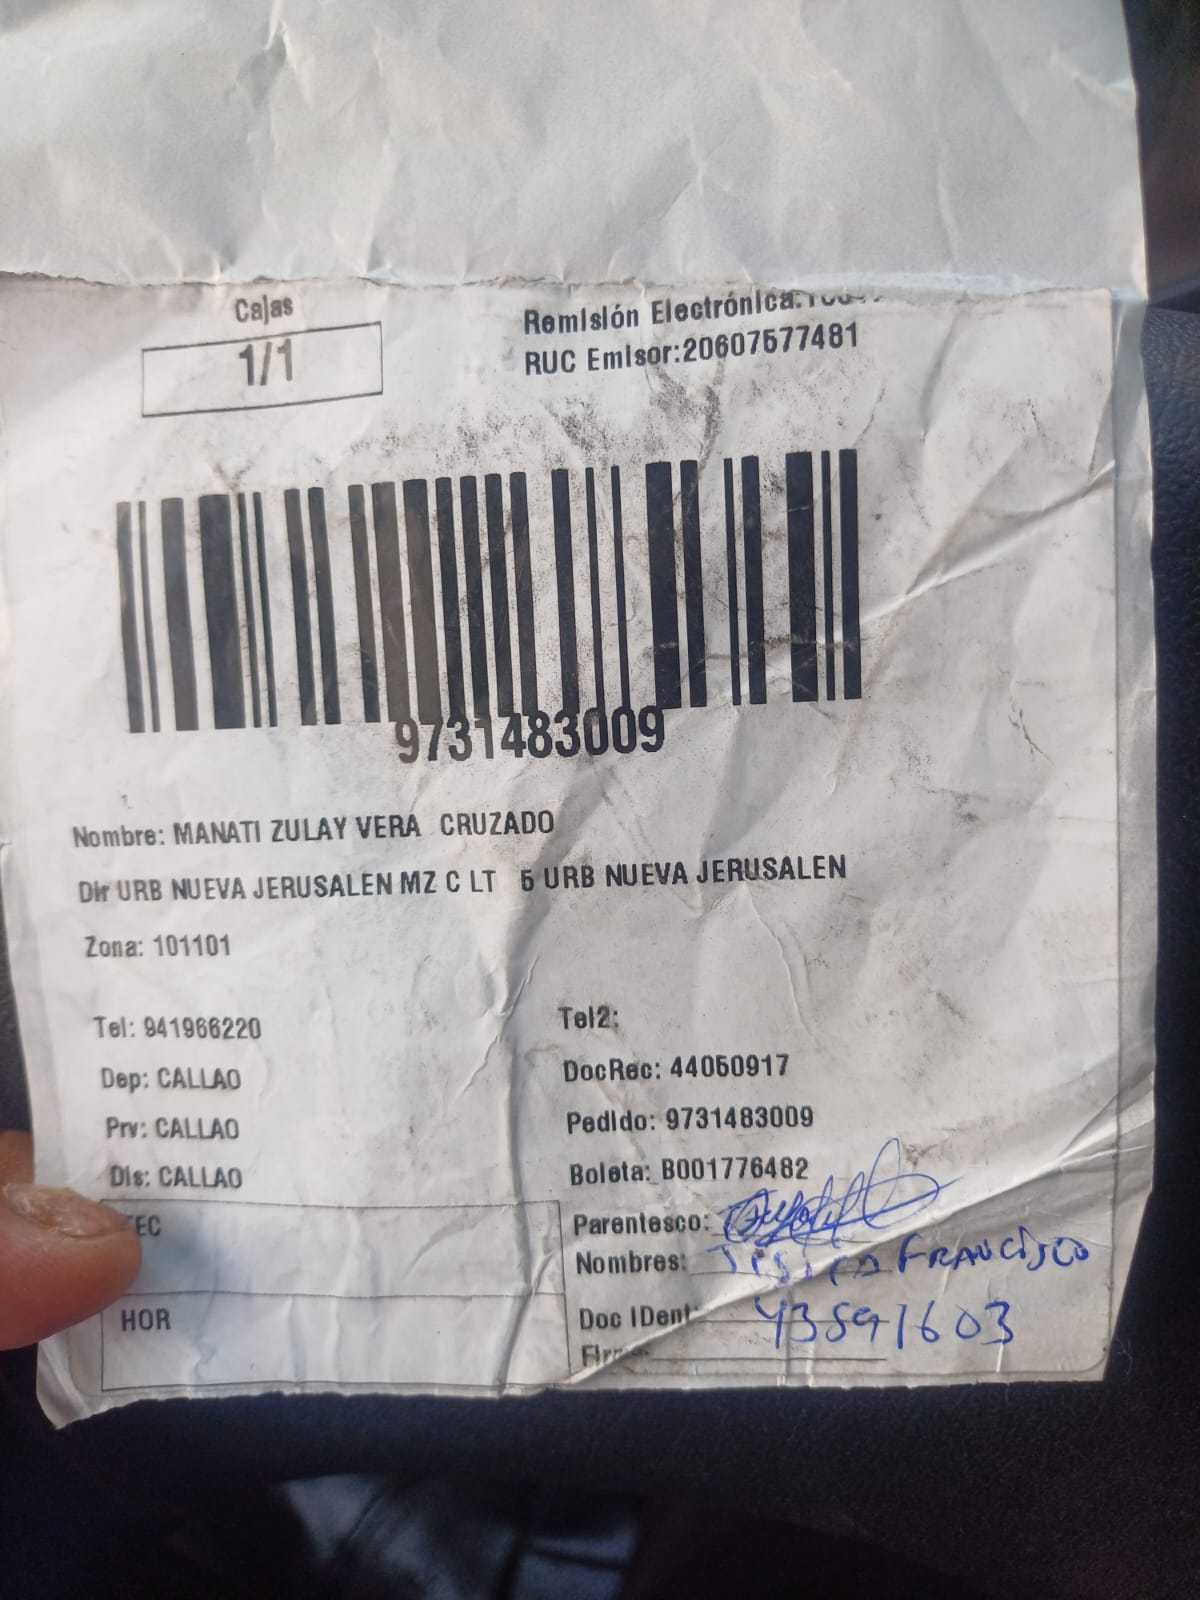 Cajas
1/1
Remisión Electrónica:
RUC Emisor:20607577481
9731483009
Nombre: MANATI ZULAY VERA CRUZADO
Dir URB NUEVA JERUSALEN MZ C LT 5 URB NUEVA JERUSALEN
Zona: 101101
Tel: 941966220
Tel2:
Dep: CALLAO
DocRec: 44050917
Prv: CALLAO
Pedido: 9731483009
Dis: CALLAO
Boleta: B001776482
Parentesco:
Nombres: FRANCISCO
HOR
Doc IDent: 43591603